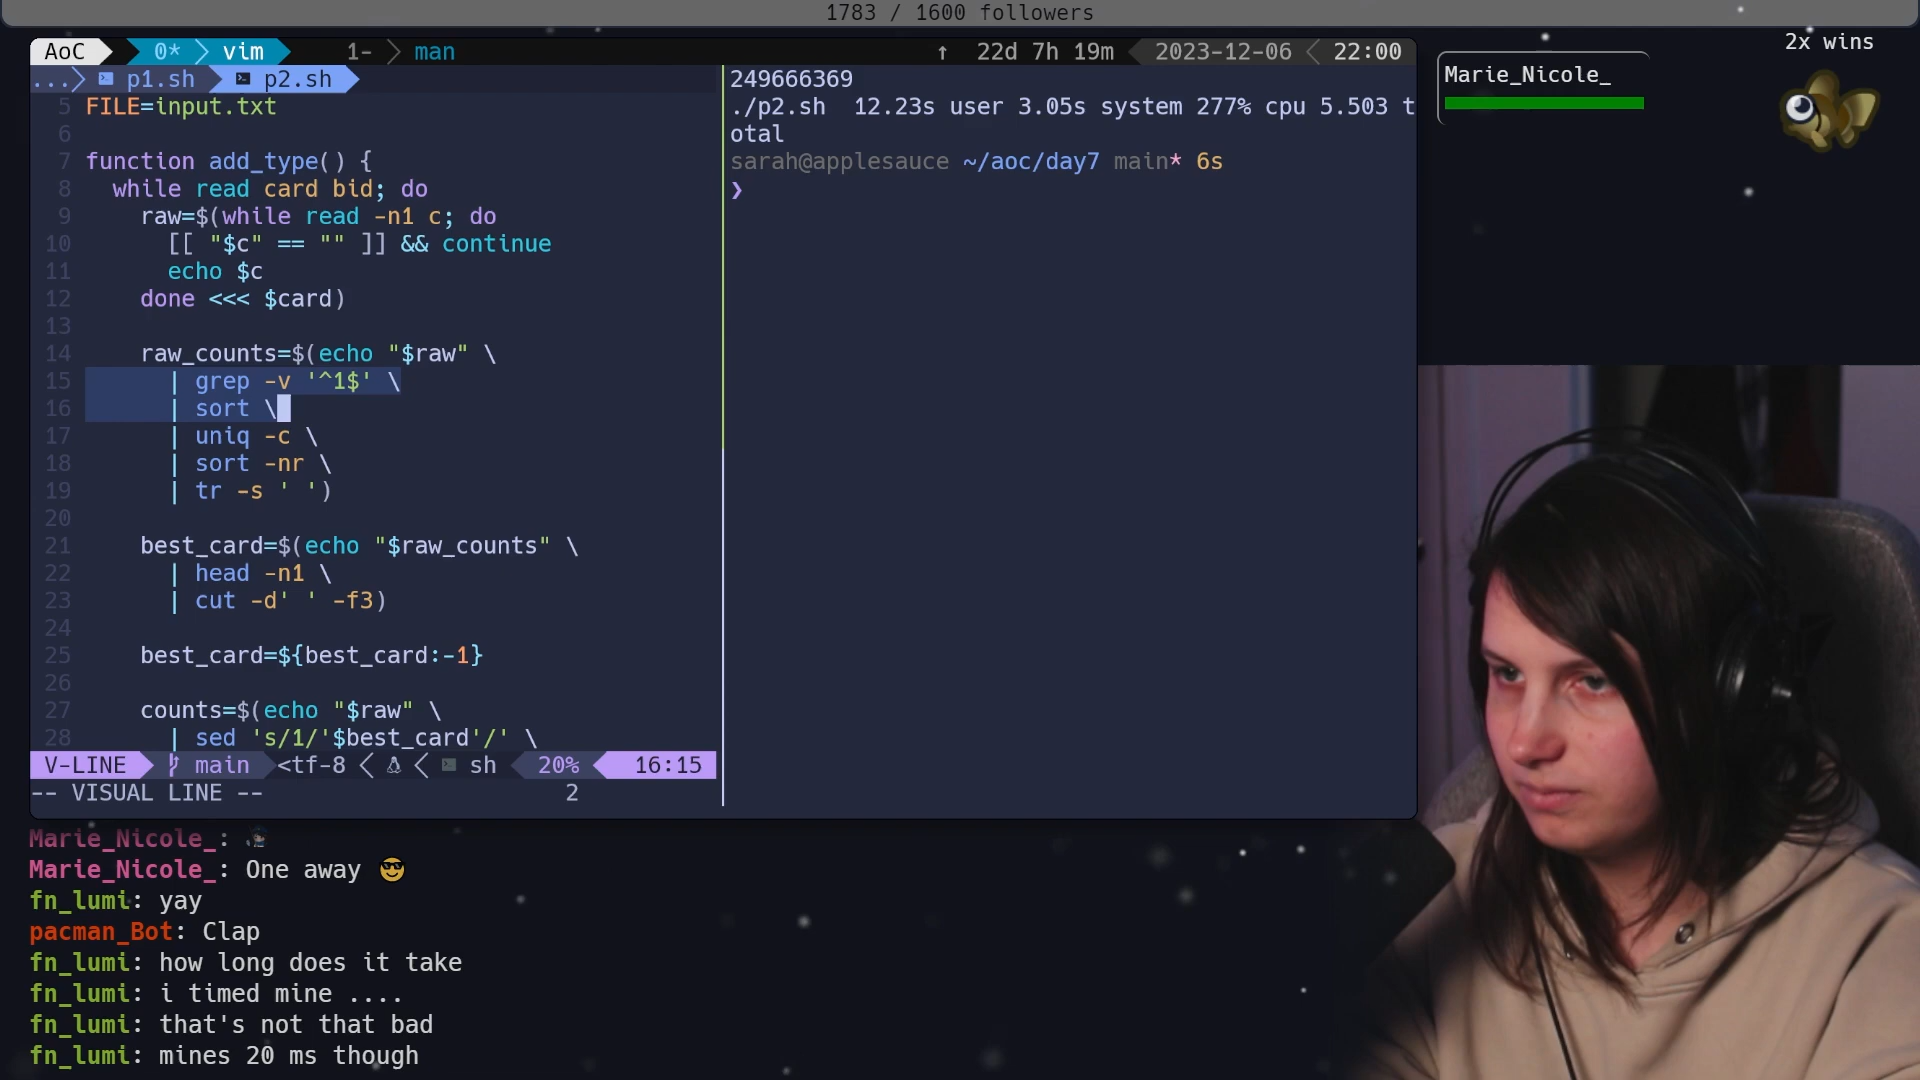 1783 / 1600 followers
AoC 0* vim 1- man ↑ 22d 7h 19m 2023-12-06 22:00
... p1.sh p2.sh
5 FILE=input.txt
6
7 function add_type() {
8 while read card bid; do
9 raw=$(while read -n1 c; do
10 [[ "$c" == "" ]] && continue
11 echo $c
12 done <<< $card)
13
14 raw_counts=$(echo "$raw" \
15 | grep -v '^1$' \
16 | sort \
17 | uniq -c \
18 | sort -nr \
19 | tr -s ' ')
20
21 best_card=$(echo "$raw_counts" \
22 | head -n1 \
23 | cut -d' ' -f3)
24
25 best_card=${best_card:-1}
26
27 counts=$(echo "$raw" \
28 | sed 's/1/'$best_card'/' \
V-LINE main <tf-8 sh 20% 16:15
-- VISUAL LINE -- 2
249666369
./p2.sh 12.23s user 3.05s system 277% cpu 5.503 t
otal
sarah@applesauce ~/aoc/day7 main* 6s
❯
Marie_Nicole_
2x wins
Marie_Nicole_:
Marie_Nicole_: One away 😎
fn_lumi: yay
pacman_Bot: Clap
fn_lumi: how long does it take
fn_lumi: i timed mine ....
fn_lumi: that's not that bad
fn_lumi: mines 20 ms though